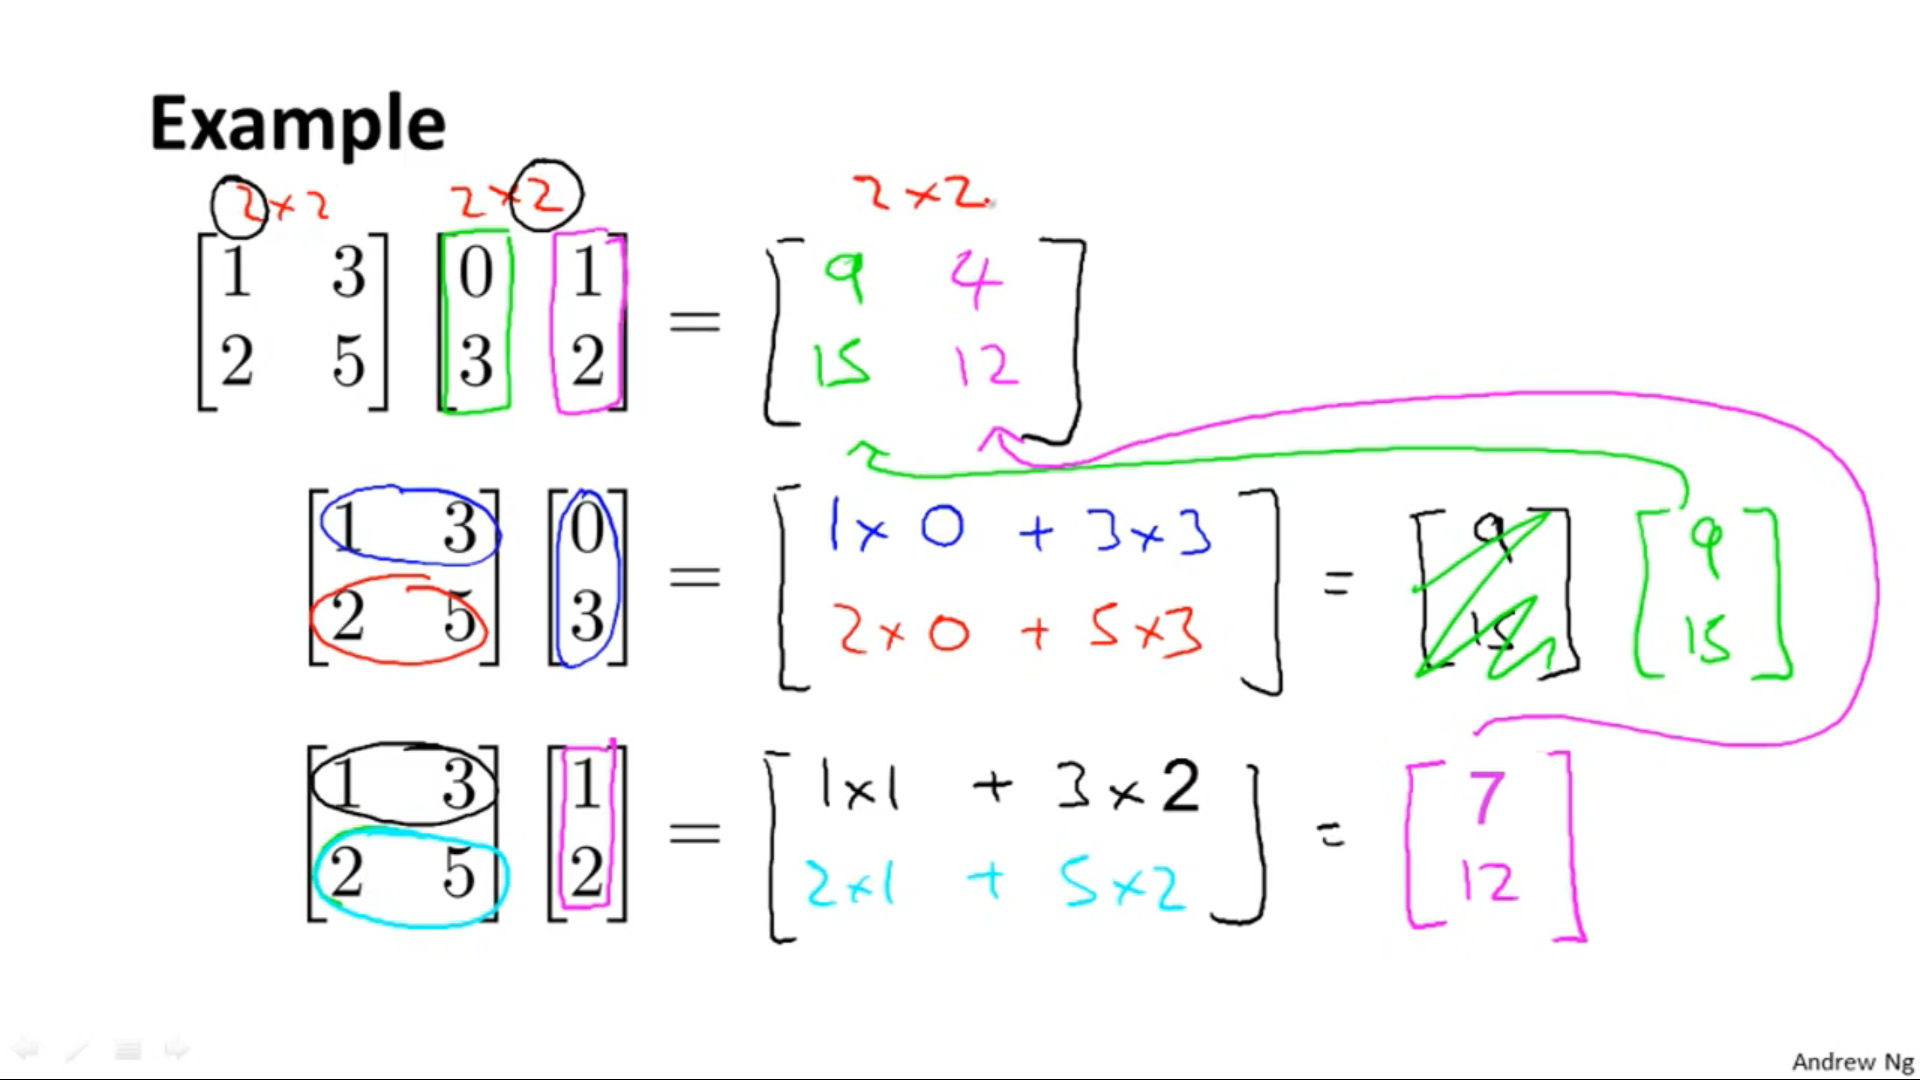 Example
2×2 2×2 2×2
1 3 0 1 9 4
2 5 3 2 = 15 12
1 3 0 1×0 + 3×3 9 9
2 5 3 = 2×0 + 5×3 = 15 15
1 3 1 1×1 + 3×2 7
2 5 2 = 2×1 + 5×2 = 12
Andrew Ng